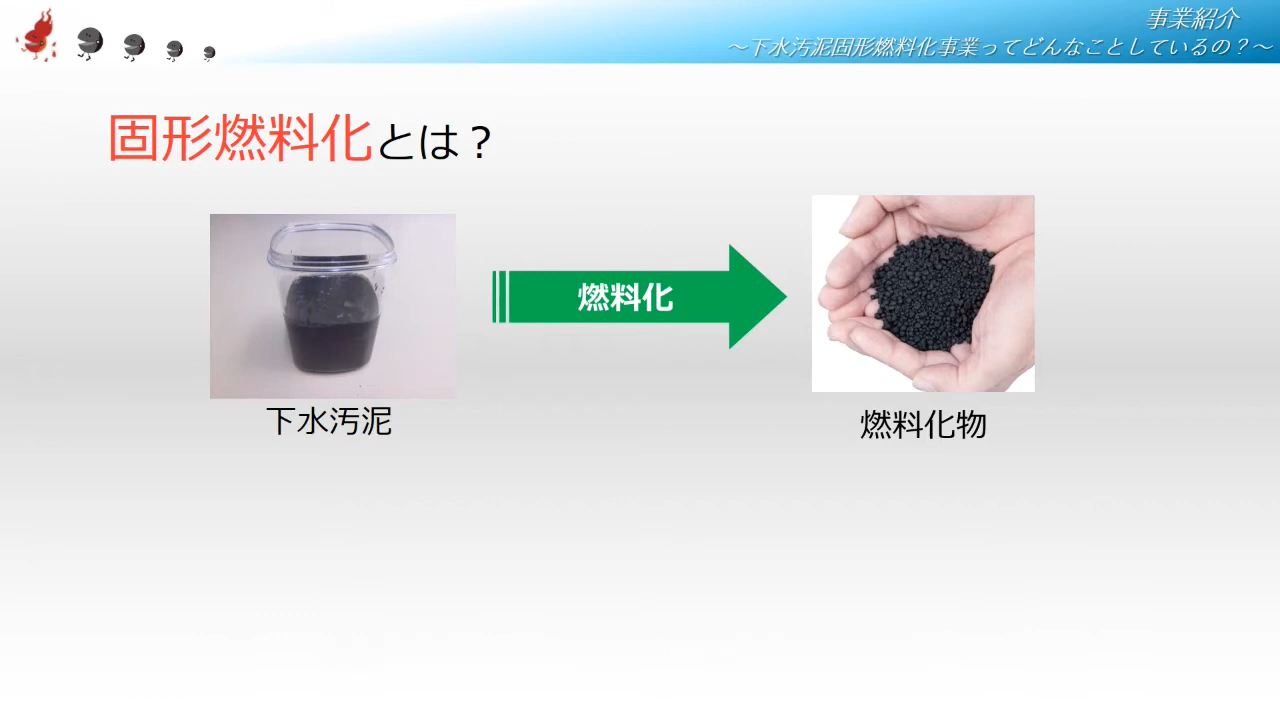 事業紹介
～下水汚泥固形燃料化事業ってどんなことしているの？～
固形燃料化とは？
燃料化
下水汚泥
燃料化物